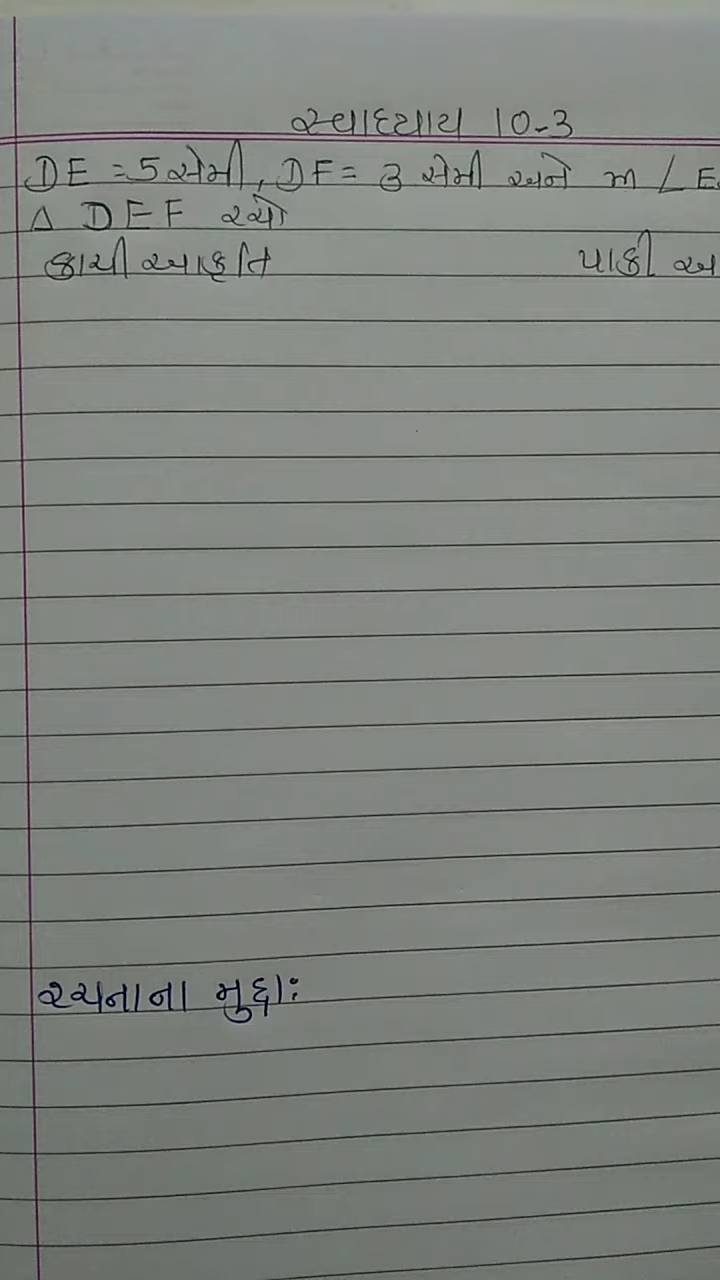 સ્વાધ્યાય 10.3
DE = 5 સેમી, DF = 3 સેમી અને m ∠E
Δ DEF રચો
કાચી આકૃતિ પાકી આ
રચનાના મુદ્દા: